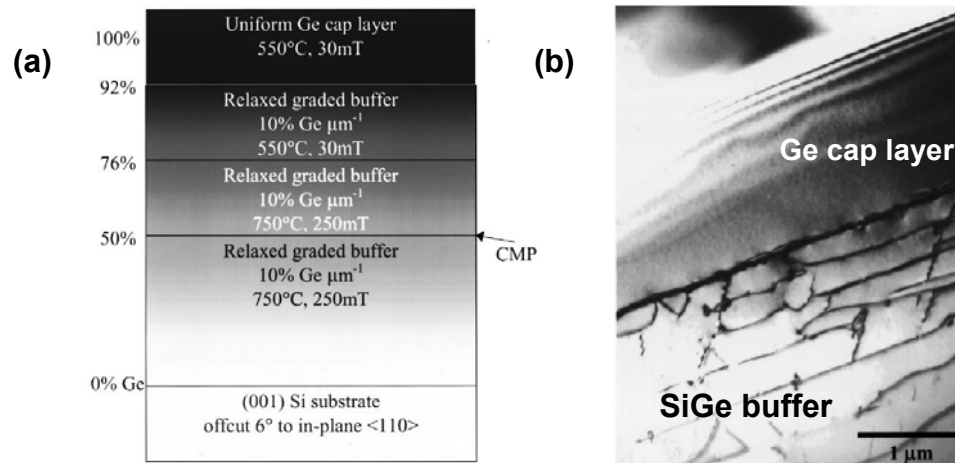 (a)
100%
92%
76%
50%
0% Ge
Uniform Ge cap layer
550°C, 30mT
Relaxed graded buffer
10% Ge μm⁻¹
550°C, 30mT
Relaxed graded buffer
10% Ge μm⁻¹
750°C, 250mT
CMP
Relaxed graded buffer
10% Ge μm⁻¹
750°C, 250mT
(001) Si substrate
offcut 6° to in-plane <110>
(b)
Ge cap layer
SiGe buffer
1 μm